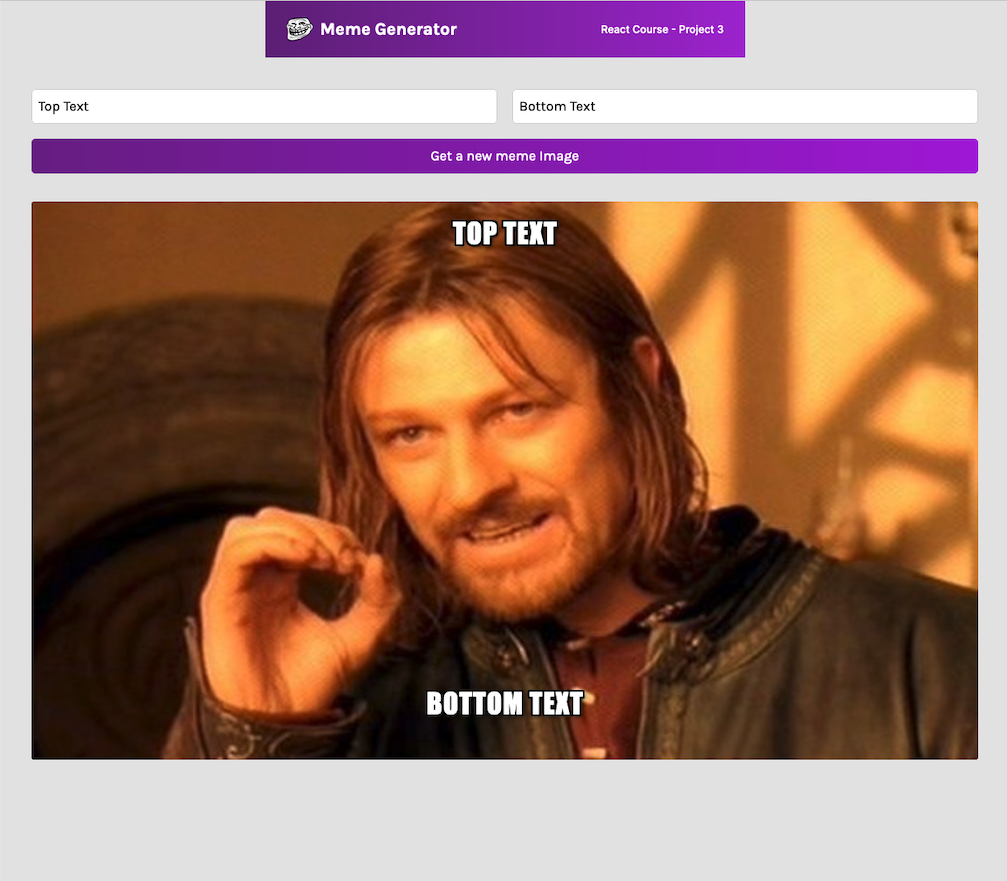 Meme Generator
React Course - Project 3
Top Text
Bottom Text
Get a new meme Image
TOP TEXT
BOTTOM TEXT